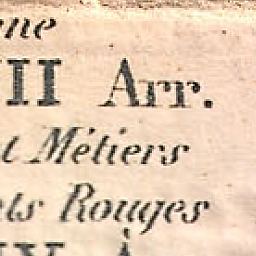 ne
II Arr.
t Métiers
ts Rouges